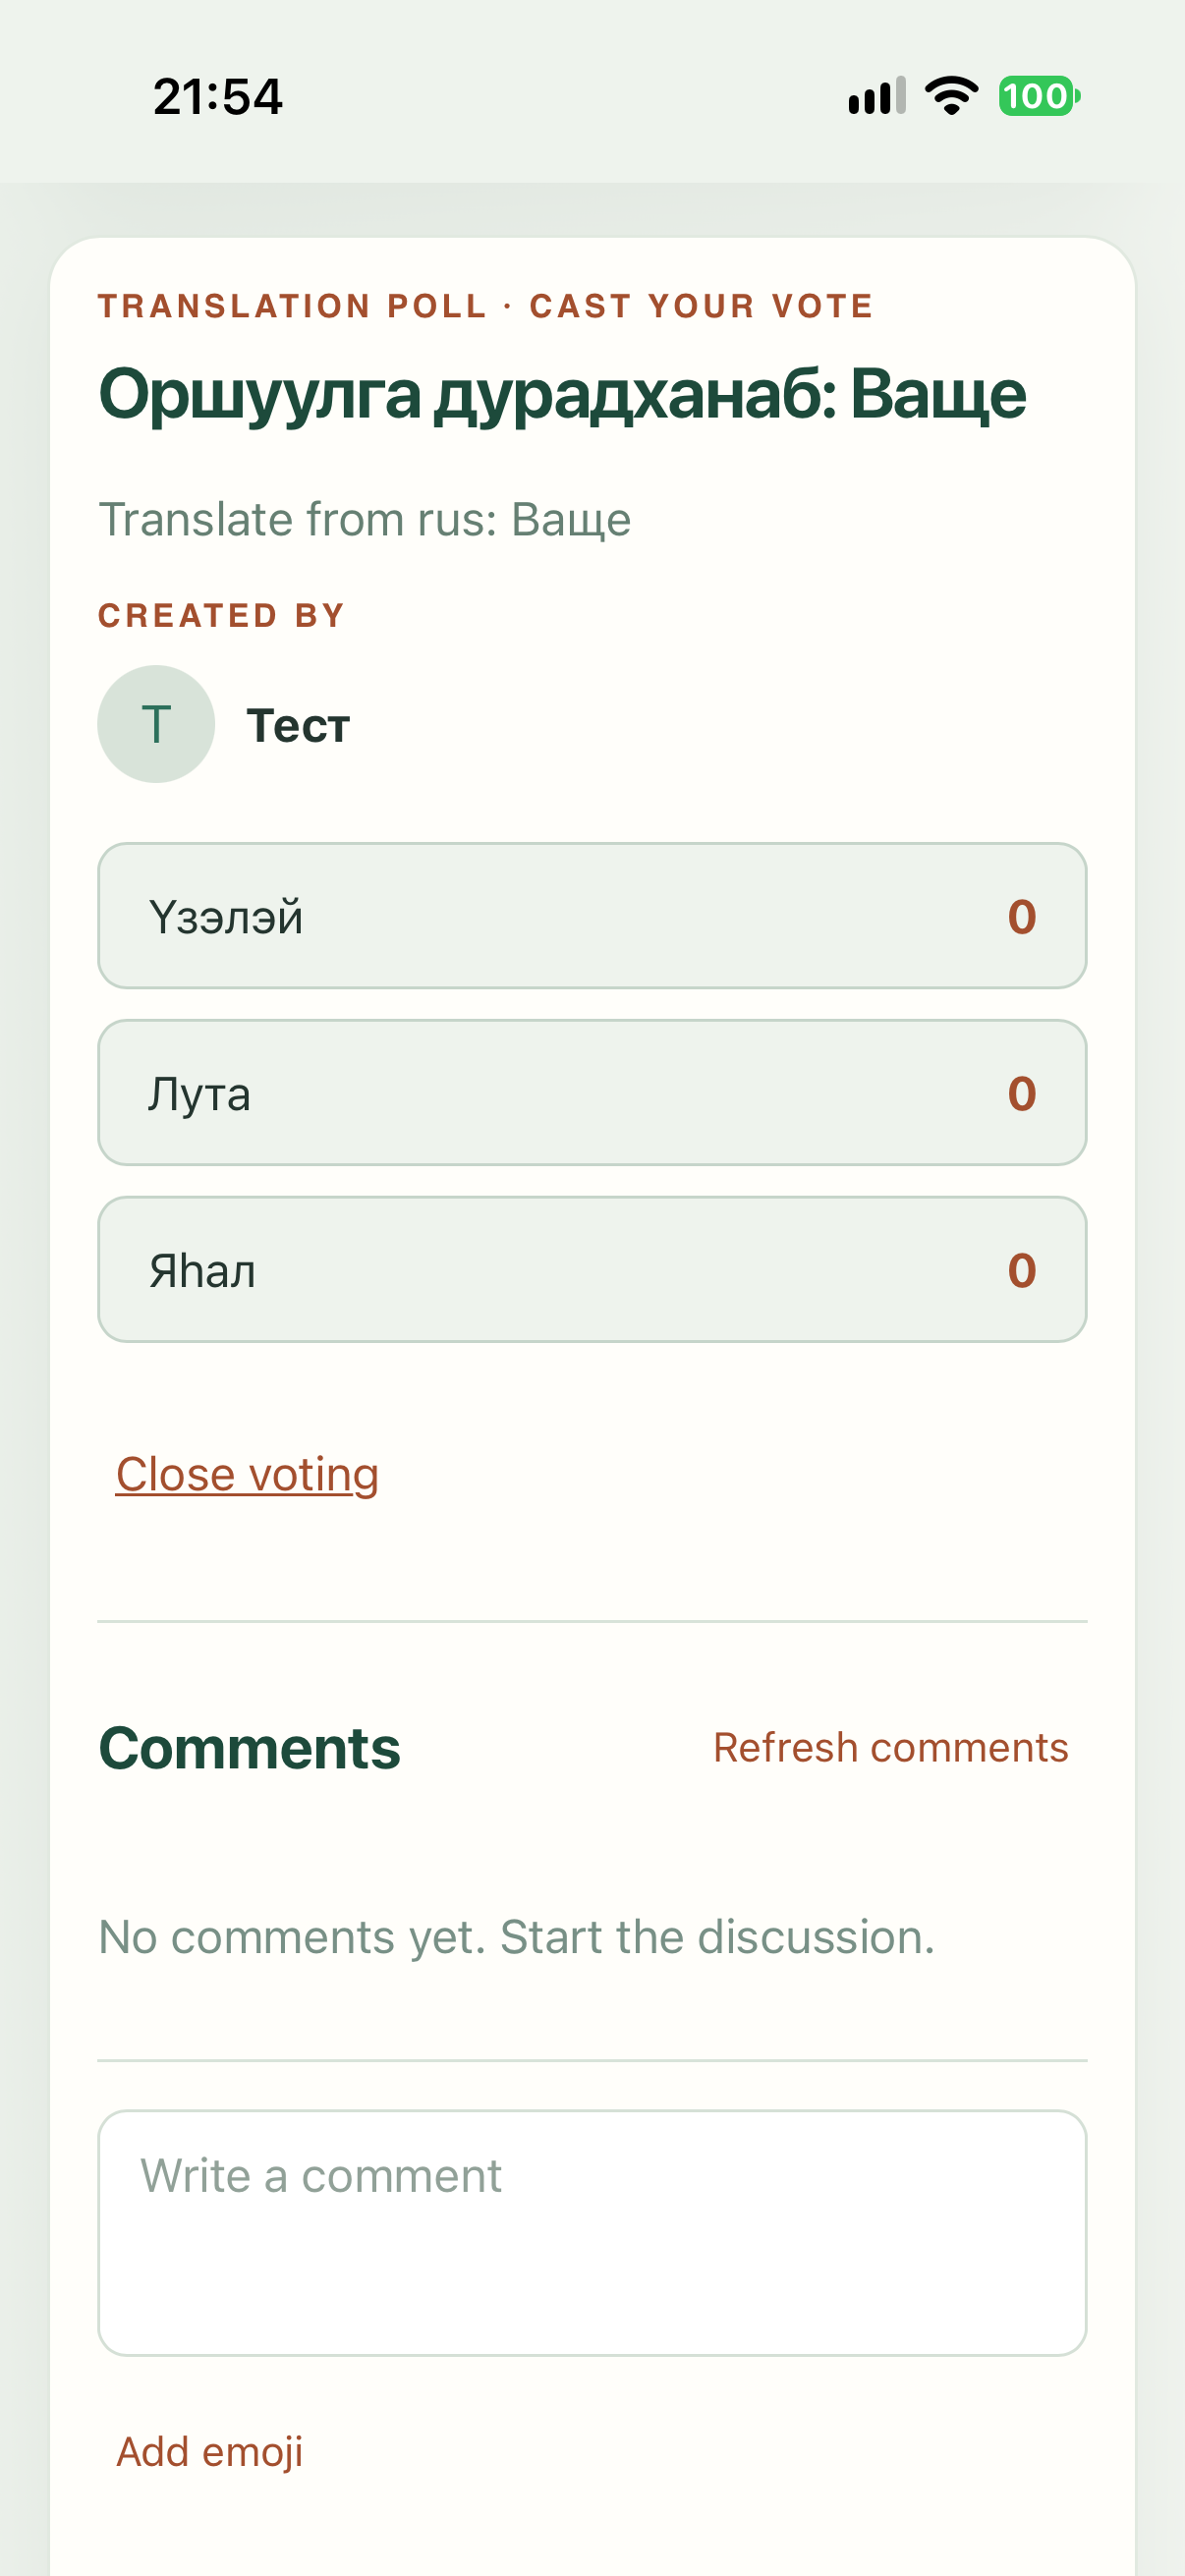 21:54
100
TRANSLATION POLL · CAST YOUR VOTE
Оршуулга дурадханаб: Ваще
Translate from rus: Ваще
CREATED BY
Т
Тест
Үзэлэй
0
Лута
0
Яһал
0
Close voting
Comments
Refresh comments
No comments yet. Start the discussion.
Write a comment
Add emoji